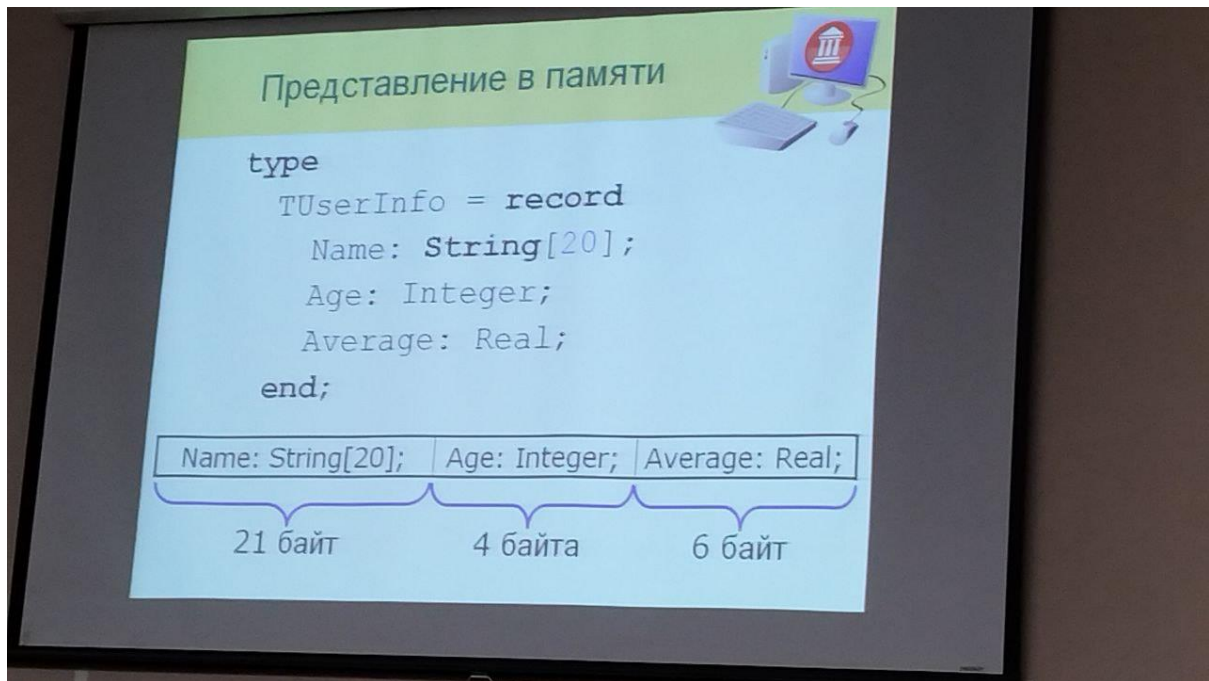 Представление в памяти
type
TUserInfo = record
Name: String[20];
Age: Integer;
Average: Real;
end;
Name: String[20]; Age: Integer; Average: Real;
21 байт 4 байта 6 байт